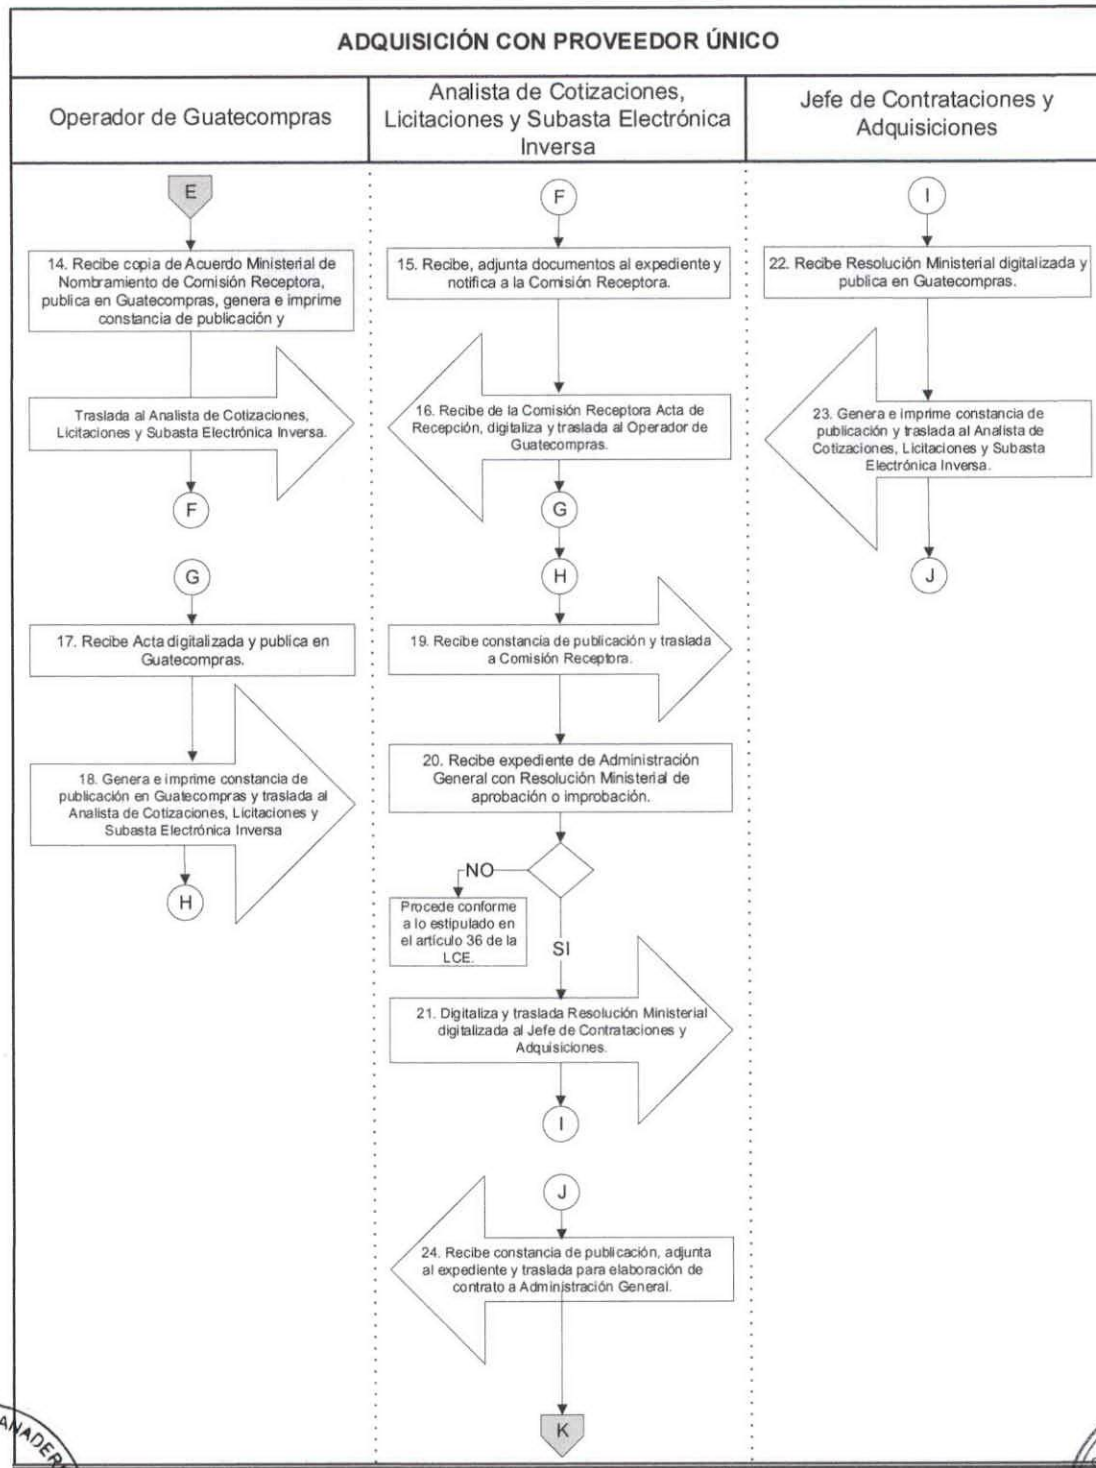 ADQUISICIÓN CON PROVEEDOR ÚNICO
Operador de Guatecompras
Analista de Cotizaciones,
Licitaciones y Subasta Electrónica
Inversa
Jefe de Contrataciones y
Adquisiciones
E
14. Recibe copia de Acuerdo Ministerial de
Nombramiento de Comisión Receptora,
publica en Guatecompras, genera e imprime
constancia de publicación y
Traslada al Analista de Cotizaciones,
Licitaciones y Subasta Electrónica Inversa.
F
G
17. Recibe Acta digitalizada y publica en
Guatecompras.
18. Genera e imprime constancia de
publicación en Guatecompras y traslada al
Analista de Cotizaciones, Licitaciones y
Subasta Electrónica Inversa
H
F
15. Recibe, adjunta documentos al expediente y
notifica a la Comisión Receptora.
16. Recibe de la Comisión Receptora Acta de
Recepción, digitaliza y traslada al Operador de
Guatecompras.
G
H
19. Recibe constancia de publicación y traslada
a Comisión Receptora.
20. Recibe expediente de Administración
General con Resolución Ministerial de
aprobación o improbación.
NO
Procede conforme
a lo estipulado en
el artículo 36 de la
LCE.
SI
21. Digitaliza y traslada Resolución Ministerial
digitalizada al Jefe de Contrataciones y
Adquisiciones.
I
J
24. Recibe constancia de publicación, adjunta
al expediente y traslada para elaboración de
contrato a Administración General.
K
I
22. Recibe Resolución Ministerial digitalizada y
publica en Guatecompras.
23. Genera e imprime constancia de
publicación y traslada al Analista de
Cotizaciones, Licitaciones y Subasta
Electrónica Inversa.
J